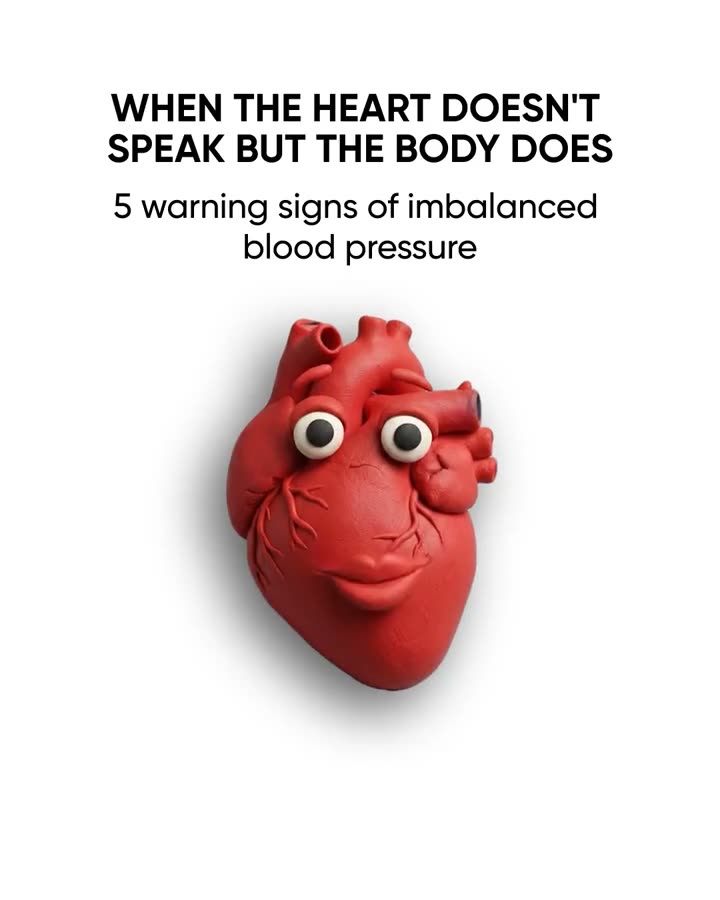 WHEN THE HEART DOESN'T
SPEAK BUT THE BODY DOES
5 warning signs of imbalanced
blood pressure